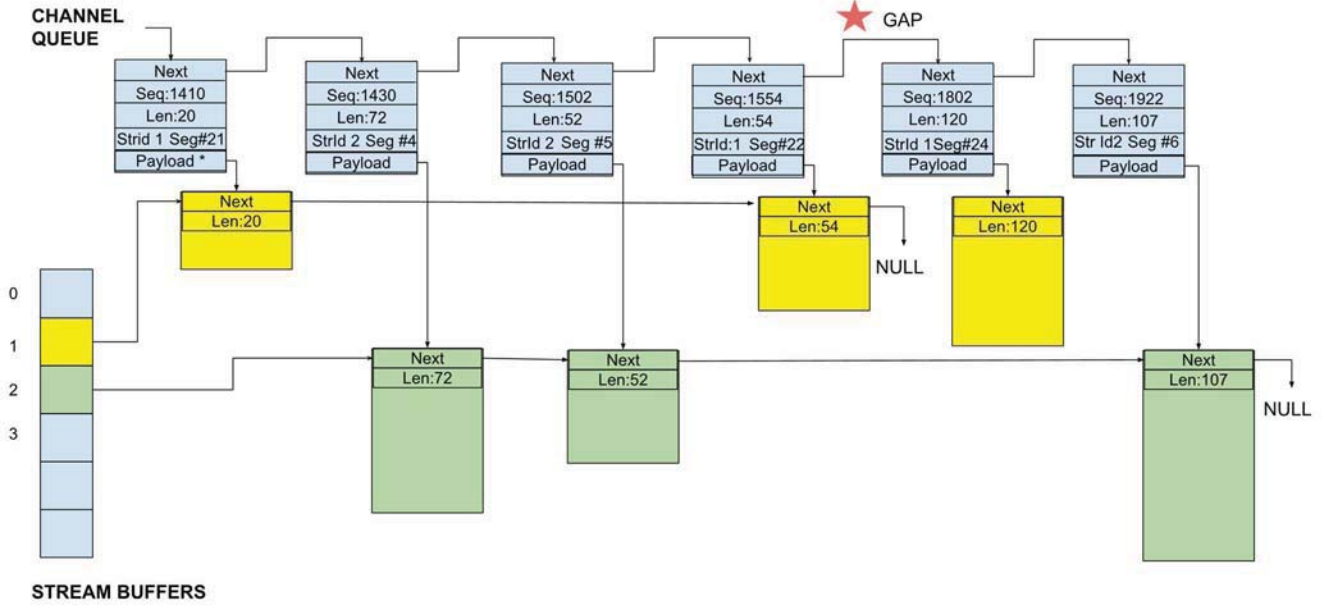 CHANNEL
QUEUE
GAP
Next
Seq:1410
Len:20
Strid 1 Seg#21
Payload *
Next
Seq:1430
Len:72
StrId 2 Seg #4
Payload
Next
Seq:1502
Len:52
StrId 2 Seg #5
Payload
Next
Seq:1554
Len:54
StrId:1 Seg#22
Payload
Next
Seq:1802
Len:120
StrId 1Seg#24
Payload
Next
Seq:1922
Len:107
Str Id2 Seg #6
Payload
Next
Len:20
Next
Len:54
NULL
Next
Len:120
0
1
2
3
Next
Len:72
Next
Len:52
Next
Len:107
NULL
STREAM BUFFERS